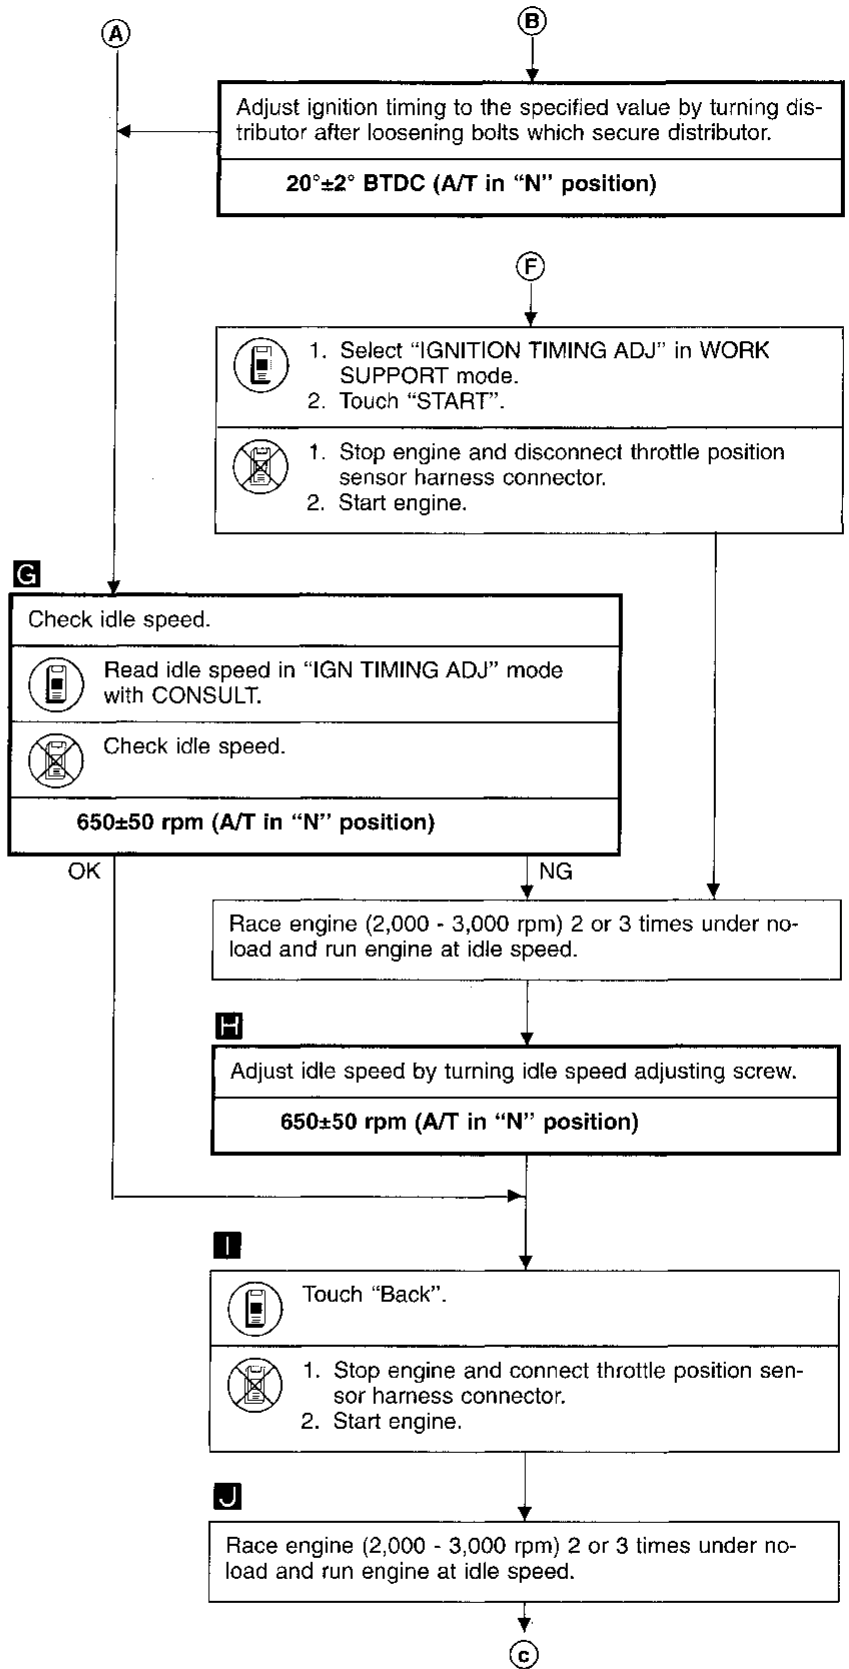 A
B
Adjust ignition timing to the specified value by turning dis-
tributor after loosening bolts which secure distributor.
20°±2° BTDC (A/T in “N” position)
F
1. Select “IGNITION TIMING ADJ” in WORK
SUPPORT mode.
2. Touch “START”.
1. Stop engine and disconnect throttle position
sensor harness connector.
2. Start engine.
G
Check idle speed.
Read idle speed in “IGN TIMING ADJ” mode
with CONSULT.
Check idle speed.
650±50 rpm (A/T in “N” position)
OK
NG
Race engine (2,000 - 3,000 rpm) 2 or 3 times under no-
load and run engine at idle speed.
H
Adjust idle speed by turning idle speed adjusting screw.
650±50 rpm (A/T in “N” position)
I
Touch “Back”.
1. Stop engine and connect throttle position sen-
sor harness connector.
2. Start engine.
J
Race engine (2,000 - 3,000 rpm) 2 or 3 times under no-
load and run engine at idle speed.
c